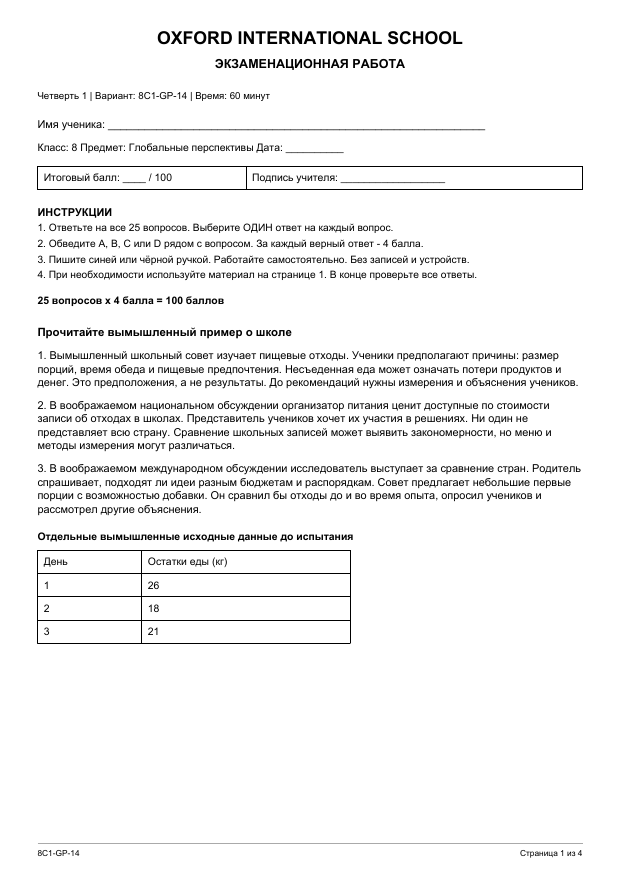 OXFORD INTERNATIONAL SCHOOL
ЭКЗАМЕНАЦИОННАЯ РАБОТА
Четверть 1 | Вариант: 8C1-GP-14 | Время: 60 минут
Имя ученика: ____________________________________________________________________
Класс: 8 Предмет: Глобальные перспективы Дата: __________
Итоговый балл: ____ / 100 Подпись учителя: __________________
ИНСТРУКЦИИ
1. Ответьте на все 25 вопросов. Выберите ОДИН ответ на каждый вопрос.
2. Обведите A, B, C или D рядом с вопросом. За каждый верный ответ - 4 балла.
3. Пишите синей или чёрной ручкой. Работайте самостоятельно. Без записей и устройств.
4. При необходимости используйте материал на странице 1. В конце проверьте все ответы.
25 вопросов x 4 балла = 100 баллов
Прочитайте вымышленный пример о школе
1. Вымышленный школьный совет изучает пищевые отходы. Ученики предполагают причины: размер
порций, время обеда и пищевые предпочтения. Несъеденная еда может означать потери продуктов и
денег. Это предположения, а не результаты. До рекомендаций нужны измерения и объяснения учеников.
2. В воображаемом национальном обсуждении организатор питания ценит доступные по стоимости
записи об отходах в школах. Представитель учеников хочет их участия в решениях. Ни один не
представляет всю страну. Сравнение школьных записей может выявить закономерности, но меню и
методы измерения могут различаться.
3. В воображаемом международном обсуждении исследователь выступает за сравнение стран. Родитель
спрашивает, подходят ли идеи разным бюджетам и распорядкам. Совет предлагает небольшие первые
порции с возможностью добавки. Он сравнил бы отходы до и во время опыта, опросил учеников и
рассмотрел другие объяснения.
Отдельные вымышленные исходные данные до испытания
День Остатки еды (кг)
1 26
2 18
3 21
8C1-GP-14 Страница 1 из 4